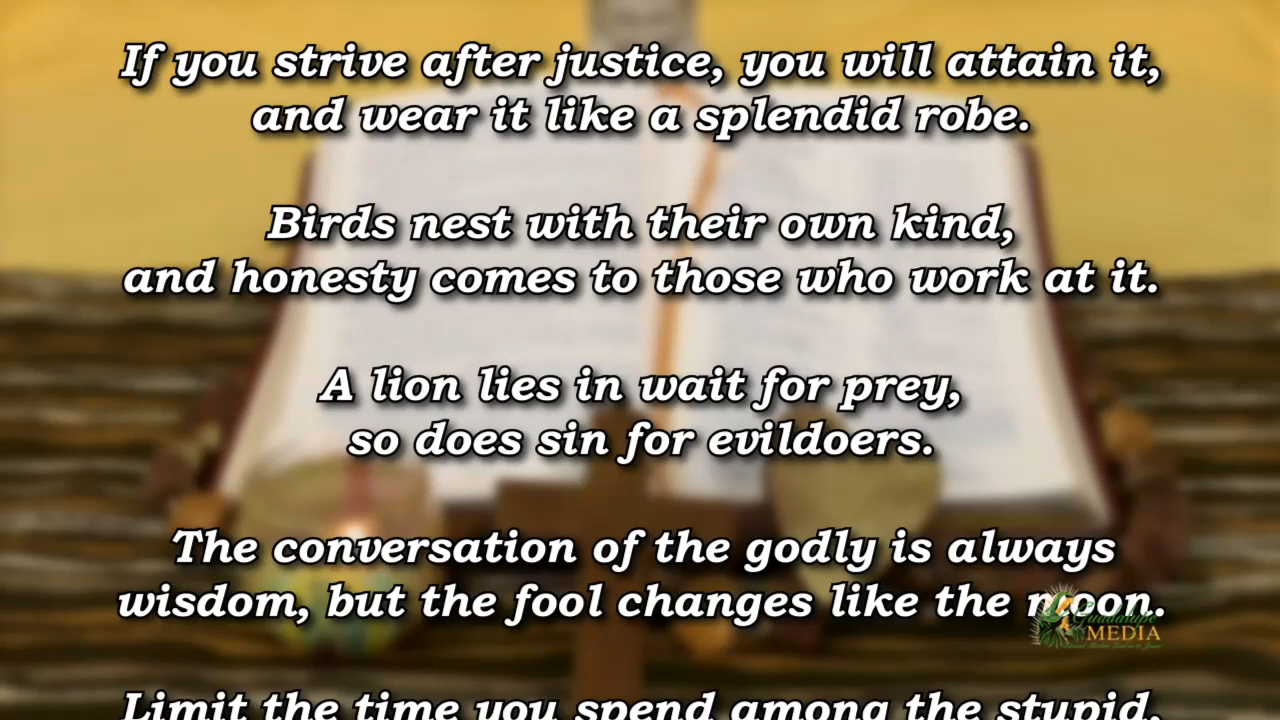 If you strive after justice, you will attain it,
and wear it like a splendid robe.
Birds nest with their own kind,
and honesty comes to those who work at it.
A lion lies in wait for prey,
so does sin for evildoers.
The conversation of the godly is always
wisdom, but the fool changes like the moon.
Guadalupe
MEDIA
Limit the time you spend among the stupid,